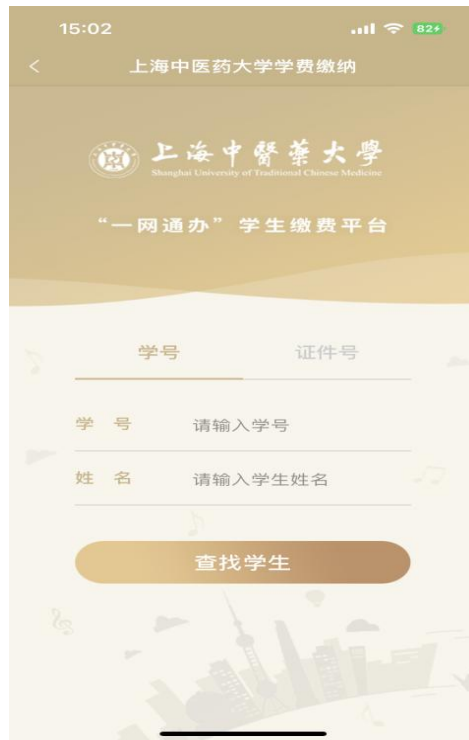 15:02
82
上海中医药大学学费缴纳
上海中醫藥大學
Shanghai University of Traditional Chinese Medicine
“一网通办”学生缴费平台
学号 证件号
学 号 请输入学号
姓 名 请输入学生姓名
查找学生